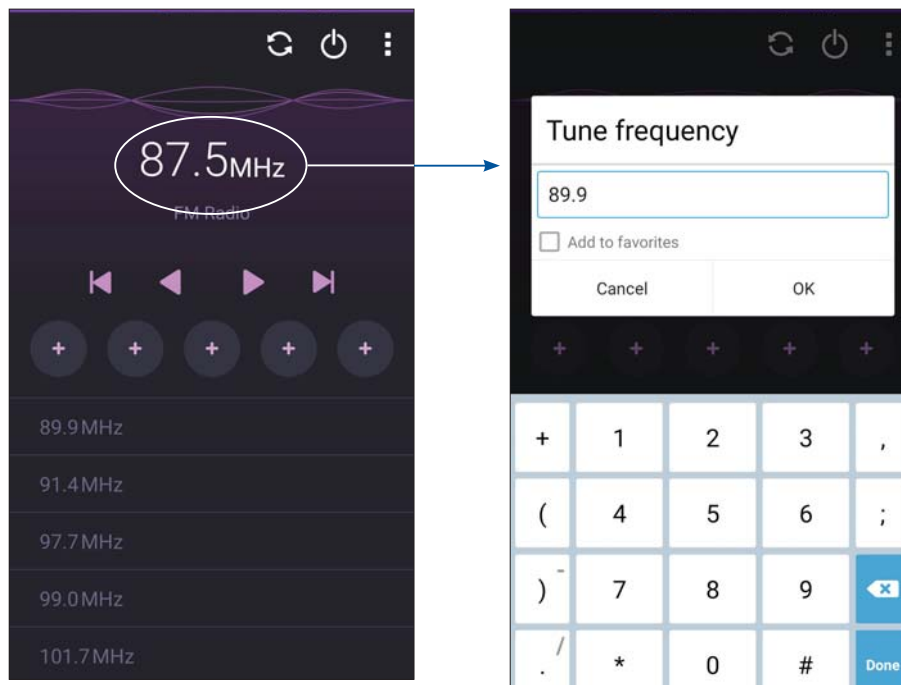 87.5MHz
FM Radio
89.9MHz
91.4MHz
97.7MHz
99.0MHz
101.7MHz
Tune frequency
89.9
Add to favorites
Cancel OK
+ 1 2 3 ,
( 4 5 6 ;
) - 7 8 9
. / * 0 # Done